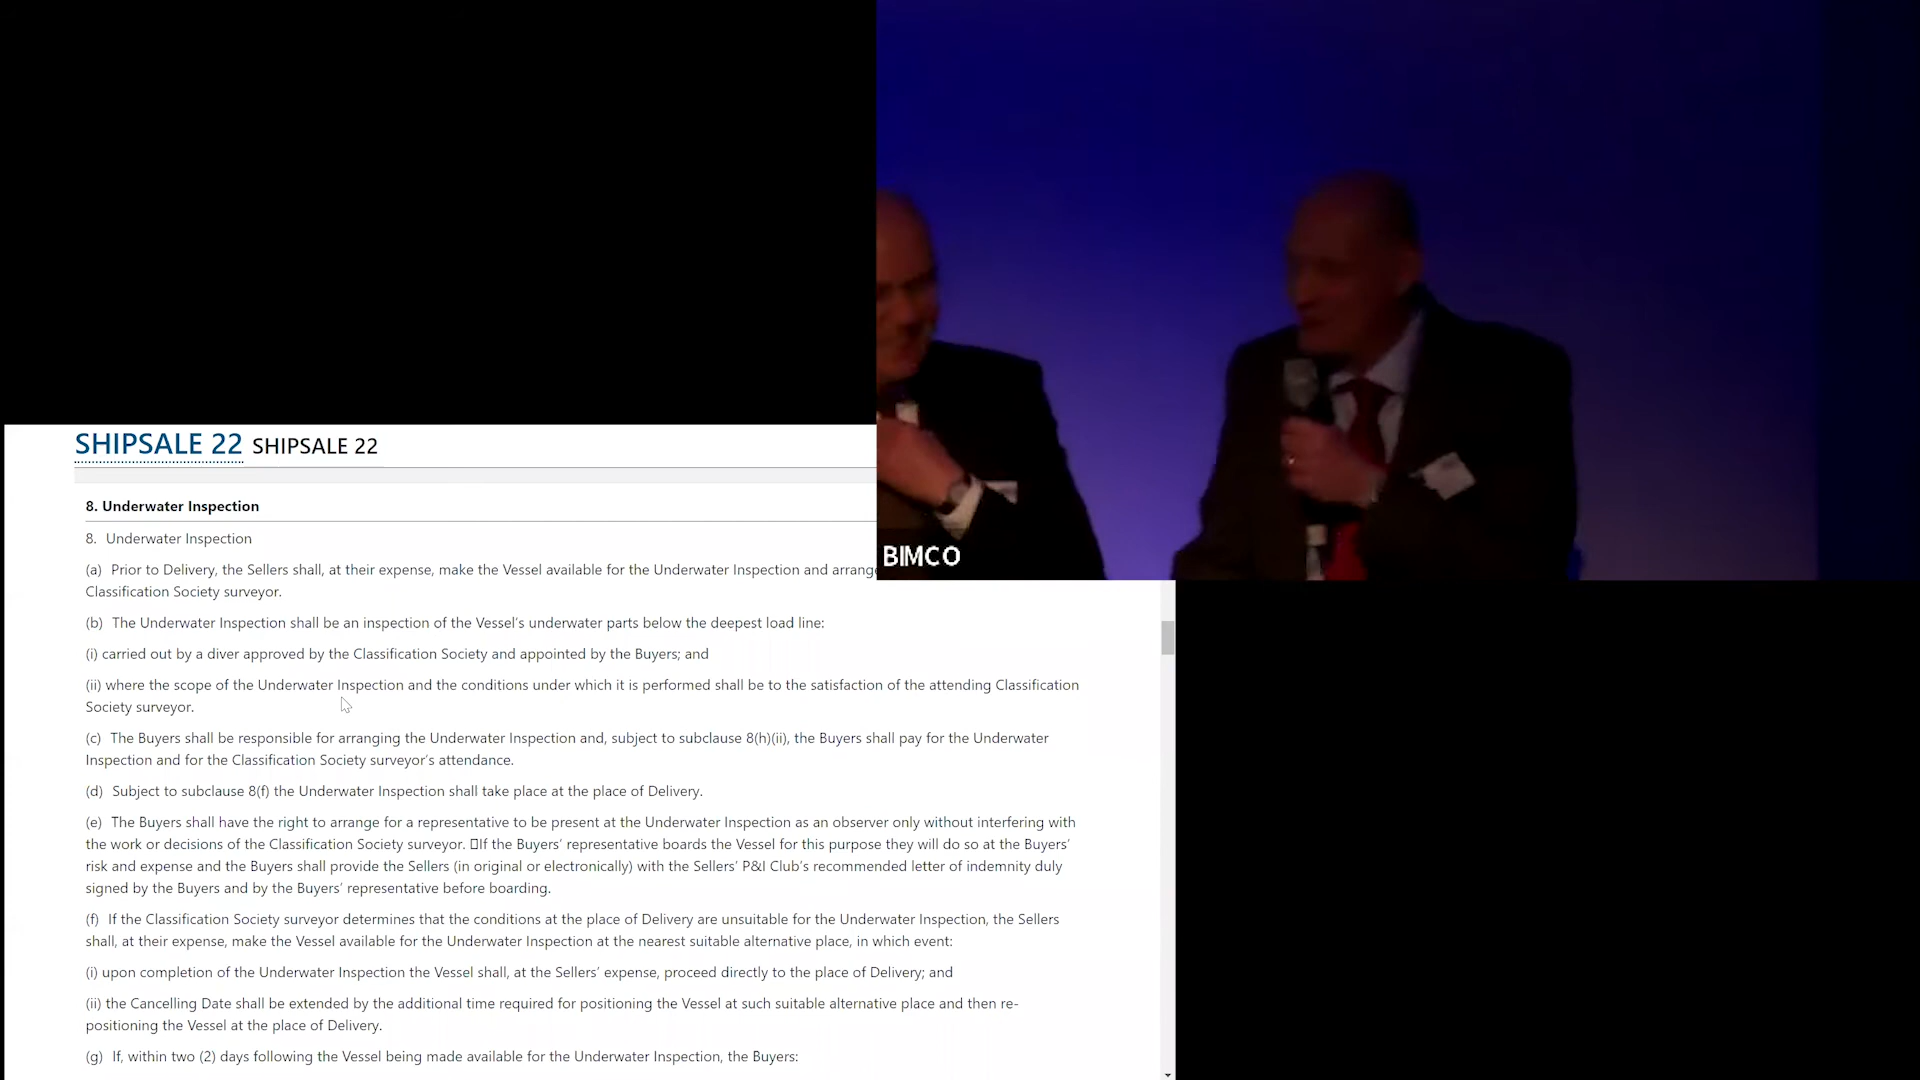 SHIPSALE 22 SHIPSALE 22
8. Underwater Inspection
8. Underwater Inspection
(a) Prior to Delivery, the Sellers shall, at their expense, make the Vessel available for the Underwater Inspection and arrange
Classification Society surveyor.
(b) The Underwater Inspection shall be an inspection of the Vessel's underwater parts below the deepest load line:
(i) carried out by a diver approved by the Classification Society and appointed by the Buyers; and
(ii) where the scope of the Underwater Inspection and the conditions under which it is performed shall be to the satisfaction of the attending Classification
Society surveyor.
(c) The Buyers shall be responsible for arranging the Underwater Inspection and, subject to subclause 8(h)(ii), the Buyers shall pay for the Underwater
Inspection and for the Classification Society surveyor's attendance.
(d) Subject to subclause 8(f) the Underwater Inspection shall take place at the place of Delivery.
(e) The Buyers shall have the right to arrange for a representative to be present at the Underwater Inspection as an observer only without interfering with
the work or decisions of the Classification Society surveyor. If the Buyers' representative boards the Vessel for this purpose they will do so at the Buyers'
risk and expense and the Buyers shall provide the Sellers (in original or electronically) with the Sellers' P&I Club's recommended letter of indemnity duly
signed by the Buyers and by the Buyers' representative before boarding.
(f) If the Classification Society surveyor determines that the conditions at the place of Delivery are unsuitable for the Underwater Inspection, the Sellers
shall, at their expense, make the Vessel available for the Underwater Inspection at the nearest suitable alternative place, in which event:
(i) upon completion of the Underwater Inspection the Vessel shall, at the Sellers' expense, proceed directly to the place of Delivery; and
(ii) the Cancelling Date shall be extended by the additional time required for positioning the Vessel at such suitable alternative place and then re-
positioning the Vessel at the place of Delivery.
(g) If, within two (2) days following the Vessel being made available for the Underwater Inspection, the Buyers:
BIMCO